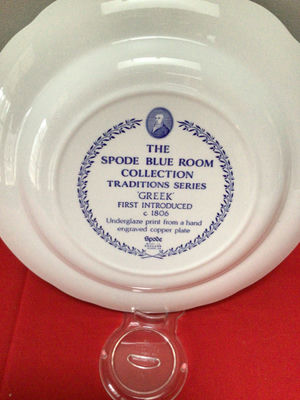 THE
SPODE BLUE ROOM
COLLECTION
TRADITIONS SERIES
'GREEK'
FIRST INTRODUCED
c. 1806
Underglaze print from a hand
engraved copper plate
Spode